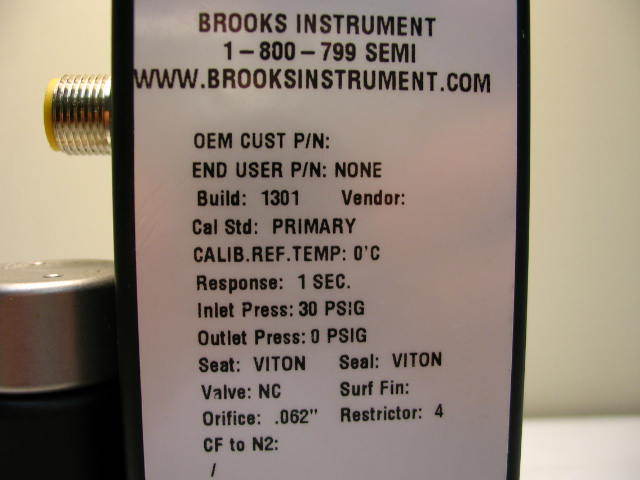 BROOKS INSTRUMENT
1-800-799 SEMI
WWW.BROOKSINSTRUMENT.COM
OEM CUST P/N:
END USER P/N: NONE
Build: 1301 Vendor:
Cal Std: PRIMARY
CALIB.REF.TEMP: 0'C
Response: 1 SEC.
Inlet Press: 30 PSIG
Outlet Press: 0 PSIG
Seat: VITON Seal: VITON
Valve: NC Surf Fin:
Orifice: .062" Restrictor: 4
CF to N2:
/